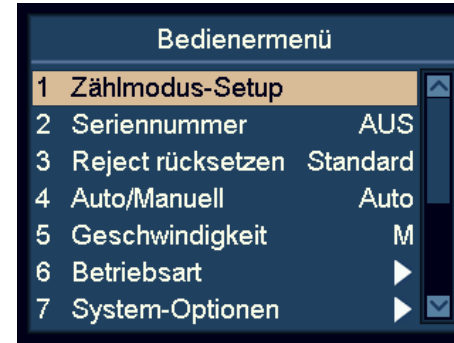 Bedienermenü
1 Zählmodus-Setup
2 Seriennummer AUS
3 Reject rücksetzen Standard
4 Auto/Manuell Auto
5 Geschwindigkeit M
6 Betriebsart
7 System-Optionen